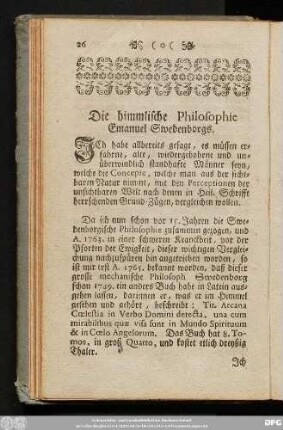 26
( o )
Die himmlische Philosophie
Emanuel Swedenborgs.
ICh habe allbereits gesagt, es müssen er-
fahrne, alte, wiedergebohrne und un-
überwindlich standhafte Männer seyn,
welche die Concepte, welche man aus der sicht-
baren Natur nimmt, mit den Perceptionen der
unsichtbaren Welt nach denen in Heil. Schrifft
herrschenden Grund-Zügen, vergleichen wollen.
Da ich nun schon vor 15. Jahren die Swe-
denborgische Philosophie zusammen gezogen, und
A. 1763. in einer schweren Kranckheit, vor der
Pforten der Ewigkeit, dieser wichtigen Verglei-
chung nachzuspüren bin angetrieben worden, so
ist mir erst A. 1765. bekannt worden, daß dieser
groste mechanische Philosoph Swedenborg
schon 1749. ein anders Buch habe in Latein aus-
gehen lassen, darinnen er, was er im Himmel
gesehen und gehört, beschreibt: Tit. Arcana
Cœlestia in Verbo Domini detecta, una cum
mirabilibus quæ visa sunt in Mundo Spirituum
& in Cœlo Angelorum. Das Buch hat 8. To-
mos, in groß Quarto, und kostet etlich dreyßig
Thaler.
Ich